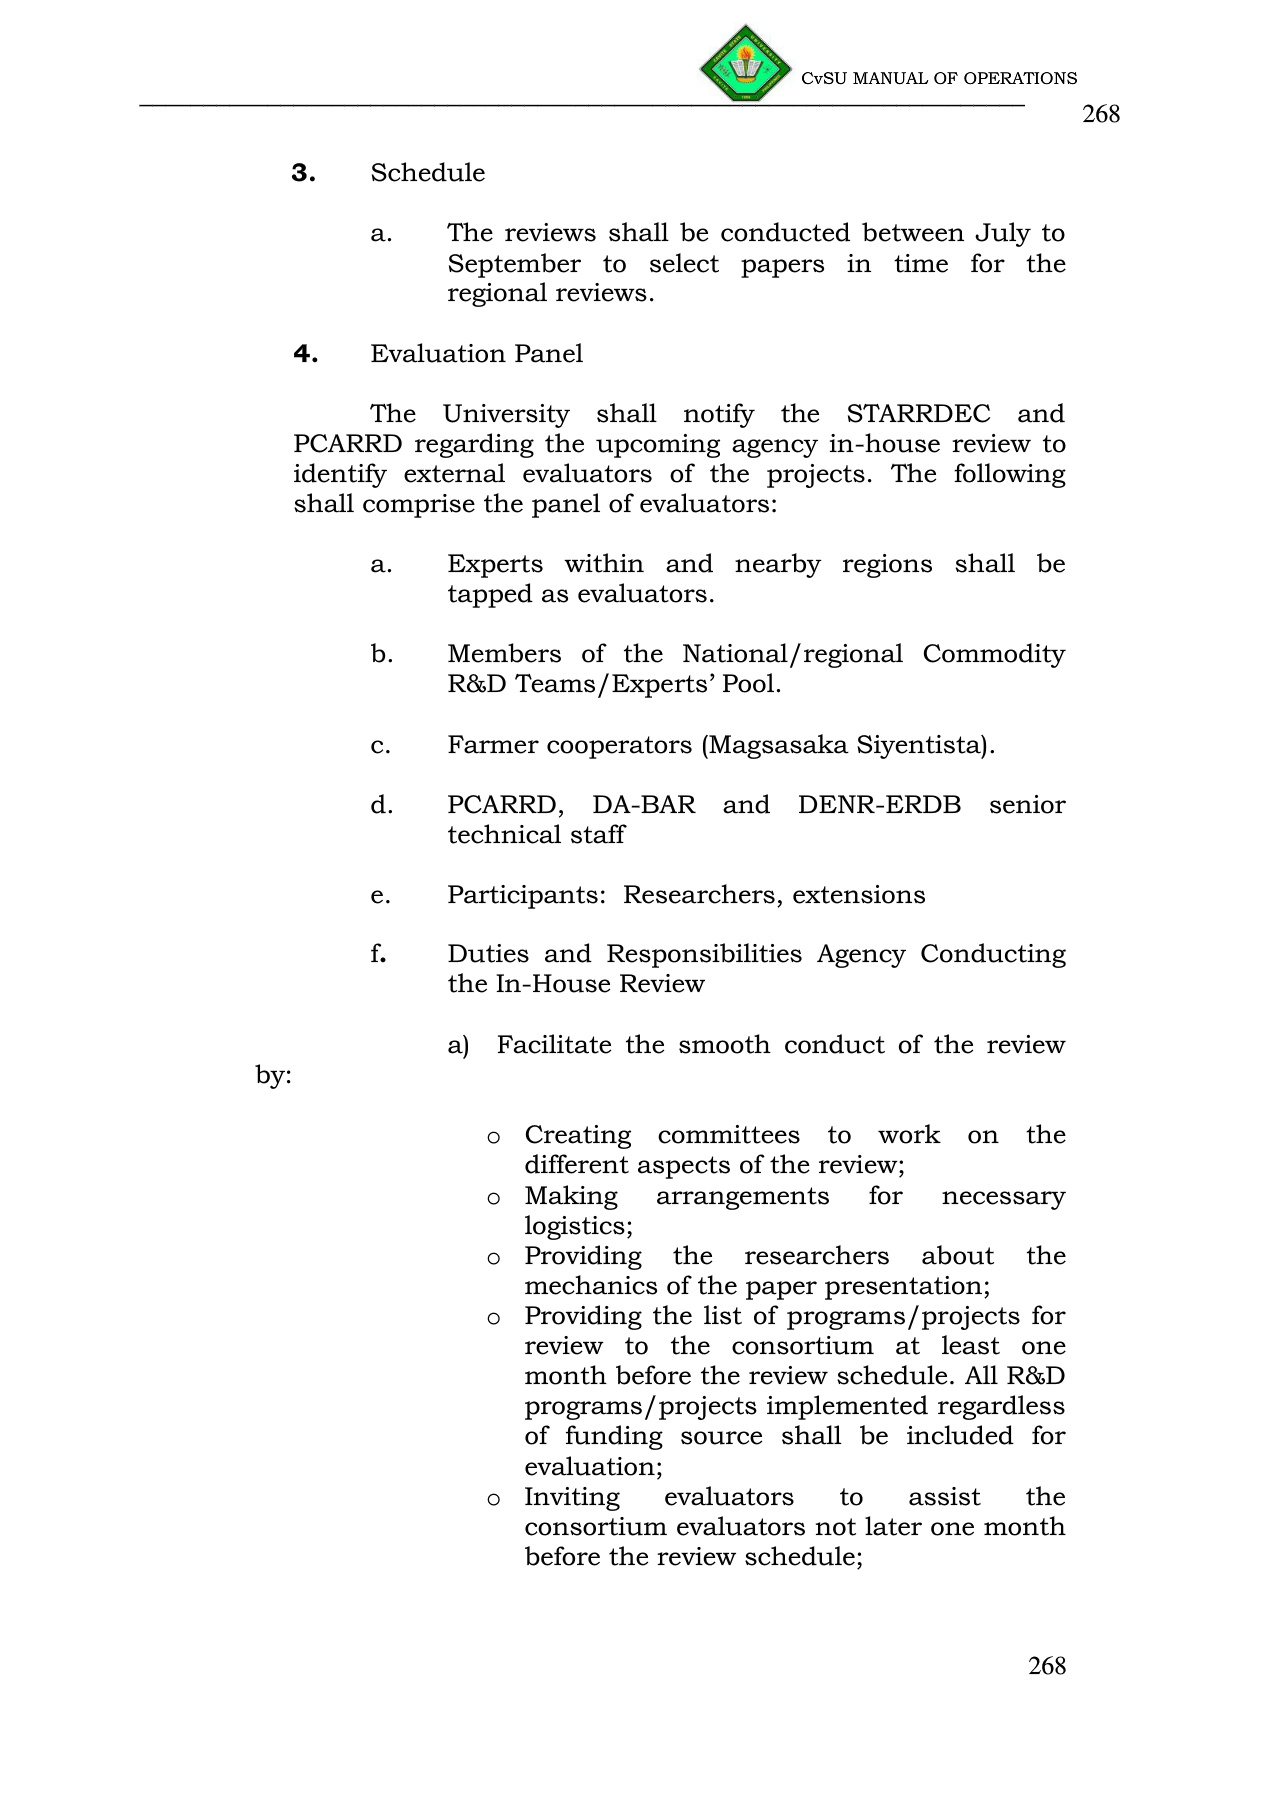 CvSU MANUAL OF OPERATIONS
268
3. Schedule
a. The reviews shall be conducted between July to
September to select papers in time for the
regional reviews.
4. Evaluation Panel
The University shall notify the STARRDEC and
PCARRD regarding the upcoming agency in-house review to
identify external evaluators of the projects. The following
shall comprise the panel of evaluators:
a. Experts within and nearby regions shall be
tapped as evaluators.
b. Members of the National/regional Commodity
R&D Teams/Experts’ Pool.
c. Farmer cooperators (Magsasaka Siyentista).
d. PCARRD, DA-BAR and DENR-ERDB senior
technical staff
e. Participants: Researchers, extensions
f. Duties and Responsibilities Agency Conducting
the In-House Review
a) Facilitate the smooth conduct of the review
by:
o Creating committees to work on the
different aspects of the review;
o Making arrangements for necessary
logistics;
o Providing the researchers about the
mechanics of the paper presentation;
o Providing the list of programs/projects for
review to the consortium at least one
month before the review schedule. All R&D
programs/projects implemented regardless
of funding source shall be included for
evaluation;
o Inviting evaluators to assist the
consortium evaluators not later one month
before the review schedule;
268